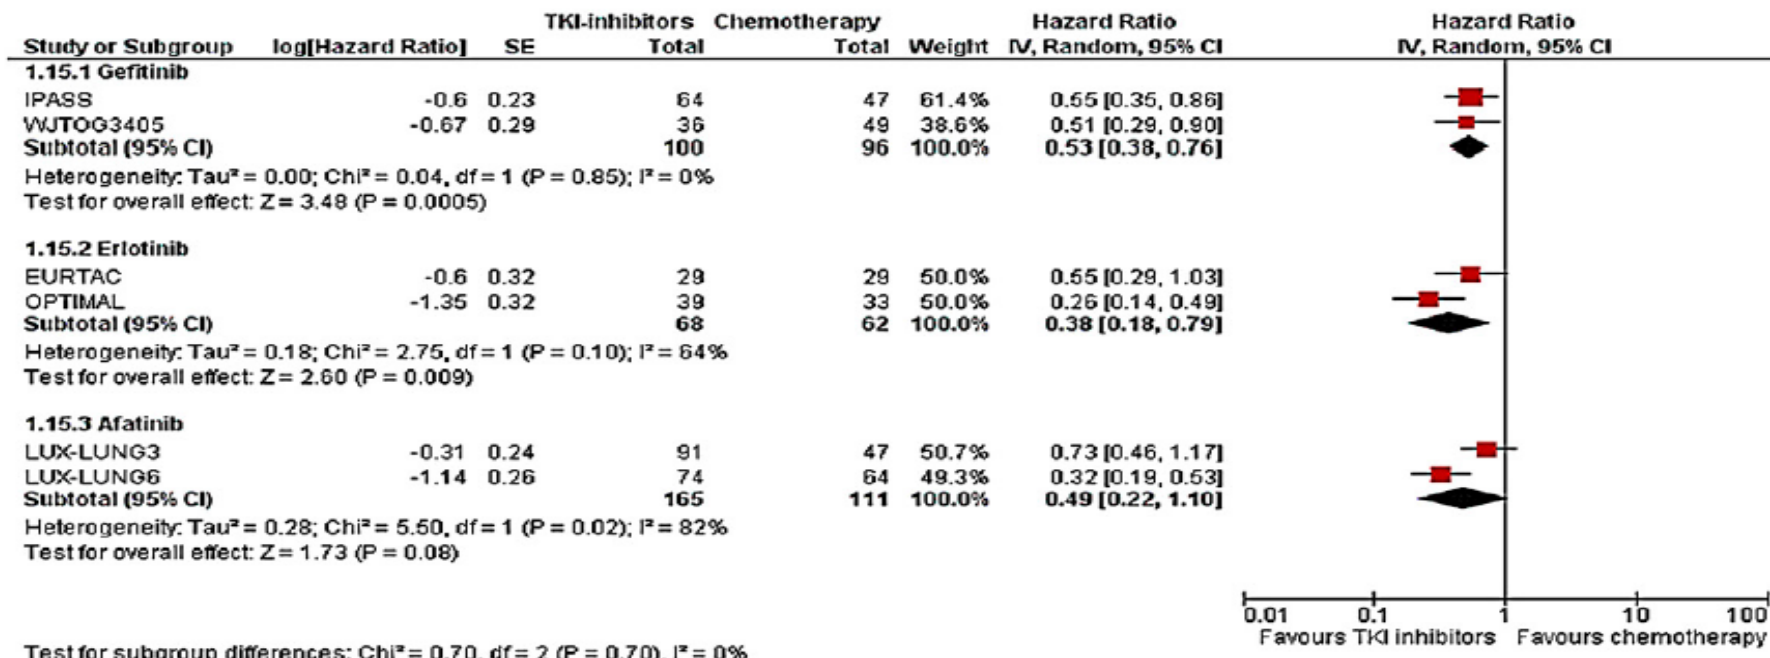 TKI-inhibitors Chemotherapy Hazard Ratio Hazard Ratio
Study or Subgroup log[Hazard Ratio] SE Total Total Weight IV, Random, 95% CI IV, Random, 95% CI
1.15.1 Gefitinib
IPASS -0.6 0.23 64 47 61.4% 0.55 [0.35, 0.86]
WJTOG3405 -0.67 0.29 36 49 38.6% 0.51 [0.29, 0.90]
Subtotal (95% CI) 100 96 100.0% 0.53 [0.38, 0.76]
Heterogeneity: Tau² = 0.00; Chi² = 0.04, df = 1 (P = 0.85); I² = 0%
Test for overall effect: Z = 3.48 (P = 0.0005)
1.15.2 Erlotinib
EURTAC -0.6 0.32 29 29 50.0% 0.55 [0.29, 1.03]
OPTIMAL -1.35 0.32 39 33 50.0% 0.26 [0.14, 0.49]
Subtotal (95% CI) 68 62 100.0% 0.38 [0.18, 0.79]
Heterogeneity: Tau² = 0.18; Chi² = 2.75, df = 1 (P = 0.10); I² = 64%
Test for overall effect: Z = 2.60 (P = 0.009)
1.15.3 Afatinib
LUX-LUNG3 -0.31 0.24 91 47 50.7% 0.73 [0.46, 1.17]
LUX-LUNG6 -1.14 0.26 74 64 49.3% 0.32 [0.19, 0.53]
Subtotal (95% CI) 165 111 100.0% 0.49 [0.22, 1.10]
Heterogeneity: Tau² = 0.28; Chi² = 5.50, df = 1 (P = 0.02); I² = 82%
Test for overall effect: Z = 1.73 (P = 0.08)
0.01 0.1 1 10 100
Favours TKI inhibitors Favours chemotherapy
Test for subgroup differences: Chi² = 0.70, df = 2 (P = 0.70), I² = 0%